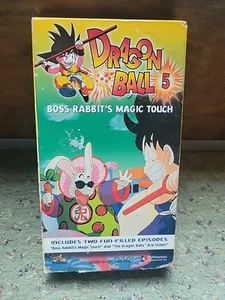 DRAGON
BALL 5
BOSS RABBIT'S MAGIC TOUCH
兎
INCLUDES TWO FUN-FILLED EPISODES
"Boss Rabbit's Magic Touch" and "The Dragon Balls Are Stolen"